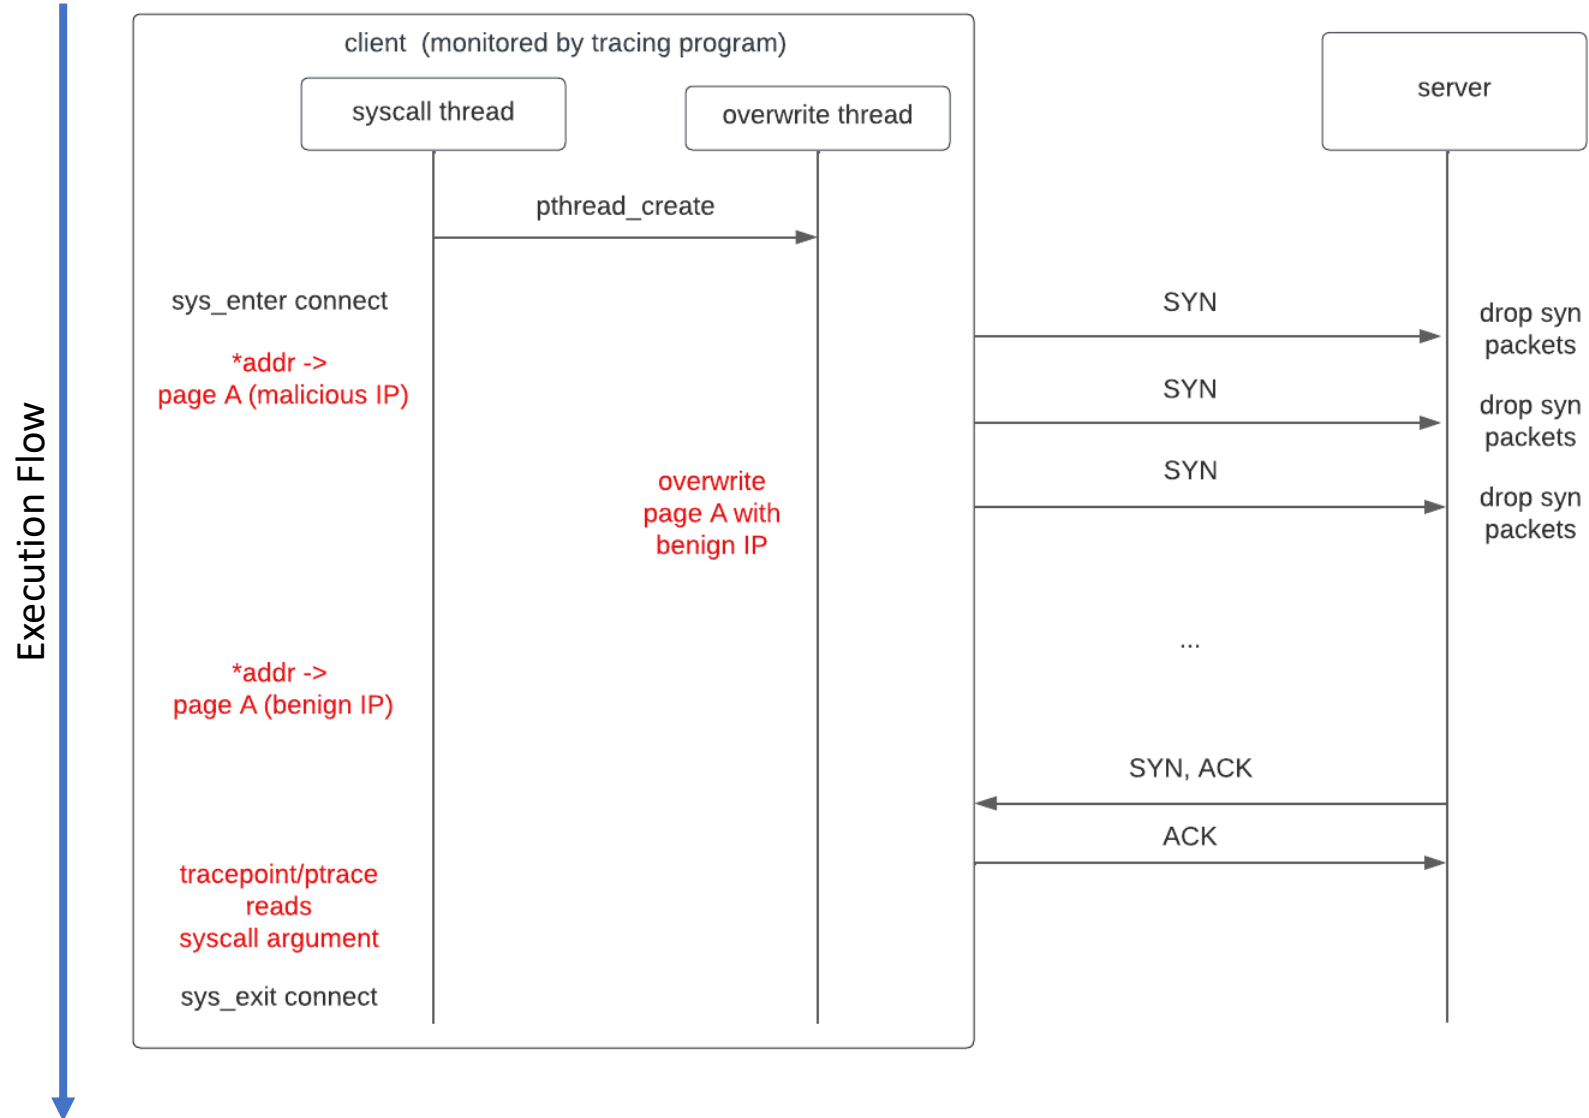 client  (monitored by tracing program)
syscall thread
overwrite thread
server
pthread_create
sys_enter connect
SYN
drop syn
packets
*addr ->
page A (malicious IP)
SYN
drop syn
packets
SYN
overwrite
page A with
benign IP
drop syn
packets
Execution Flow
...
*addr ->
page A (benign IP)
SYN, ACK
ACK
tracepoint/ptrace
reads
syscall argument
sys_exit connect